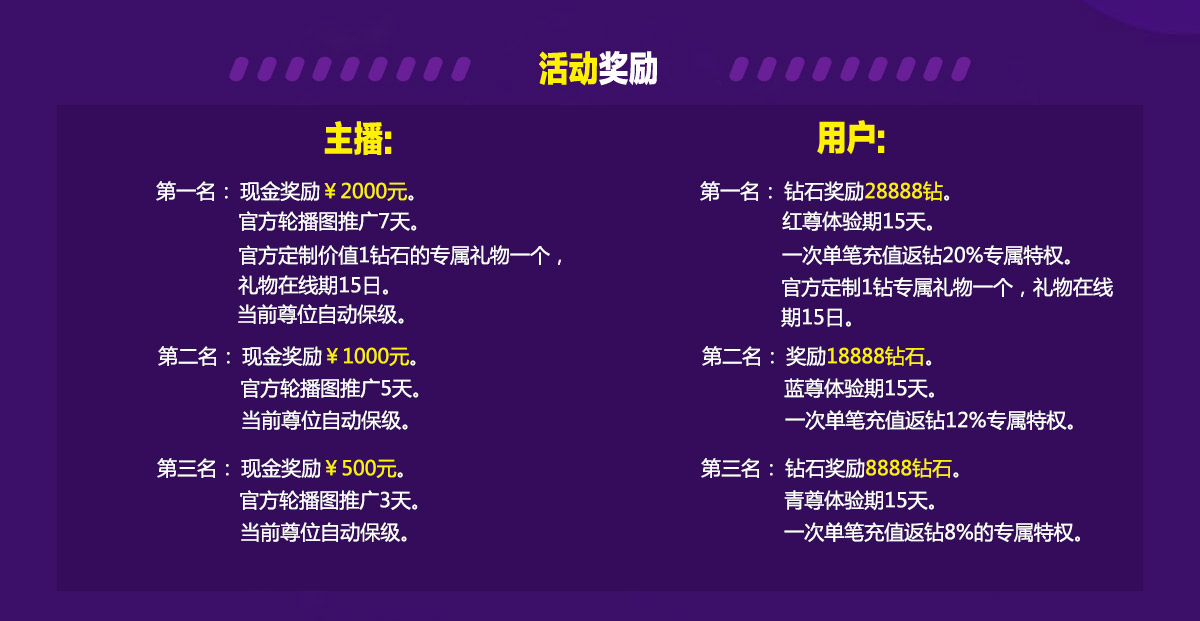 活动奖励
主播:
第一名： 现金奖励￥2000元。
官方轮播图推广7天。
官方定制价值1钻石的专属礼物一个，
礼物在线期15日。
当前尊位自动保级。
第二名： 现金奖励￥1000元。
官方轮播图推广5天。
当前尊位自动保级。
第三名： 现金奖励￥500元。
官方轮播图推广3天。
当前尊位自动保级。
用户:
第一名： 钻石奖励28888钻。
红尊体验期15天。
一次单笔充值返钻20%专属特权。
官方定制1钻专属礼物一个，礼物在线
期15日。
第二名： 奖励18888钻石。
蓝尊体验期15天。
一次单笔充值返钻12%专属特权。
第三名： 钻石奖励8888钻石。
青尊体验期15天。
一次单笔充值返钻8%的专属特权。